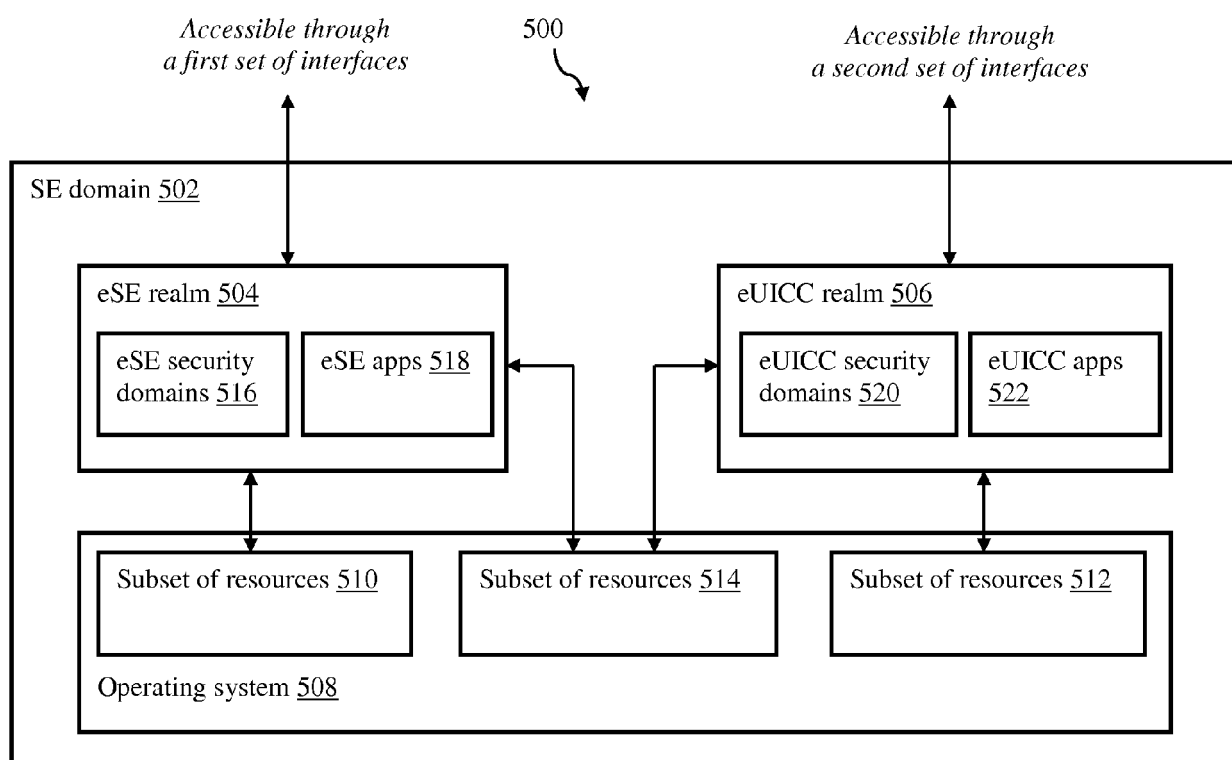 Accessible through
a first set of interfaces
500
Accessible through
a second set of interfaces
SE domain 502
eSE realm 504
eSE security
domains 516
eSE apps 518
eUICC realm 506
eUICC security
domains 520
eUICC apps
522
Subset of resources 510
Subset of resources 514
Subset of resources 512
Operating system 508